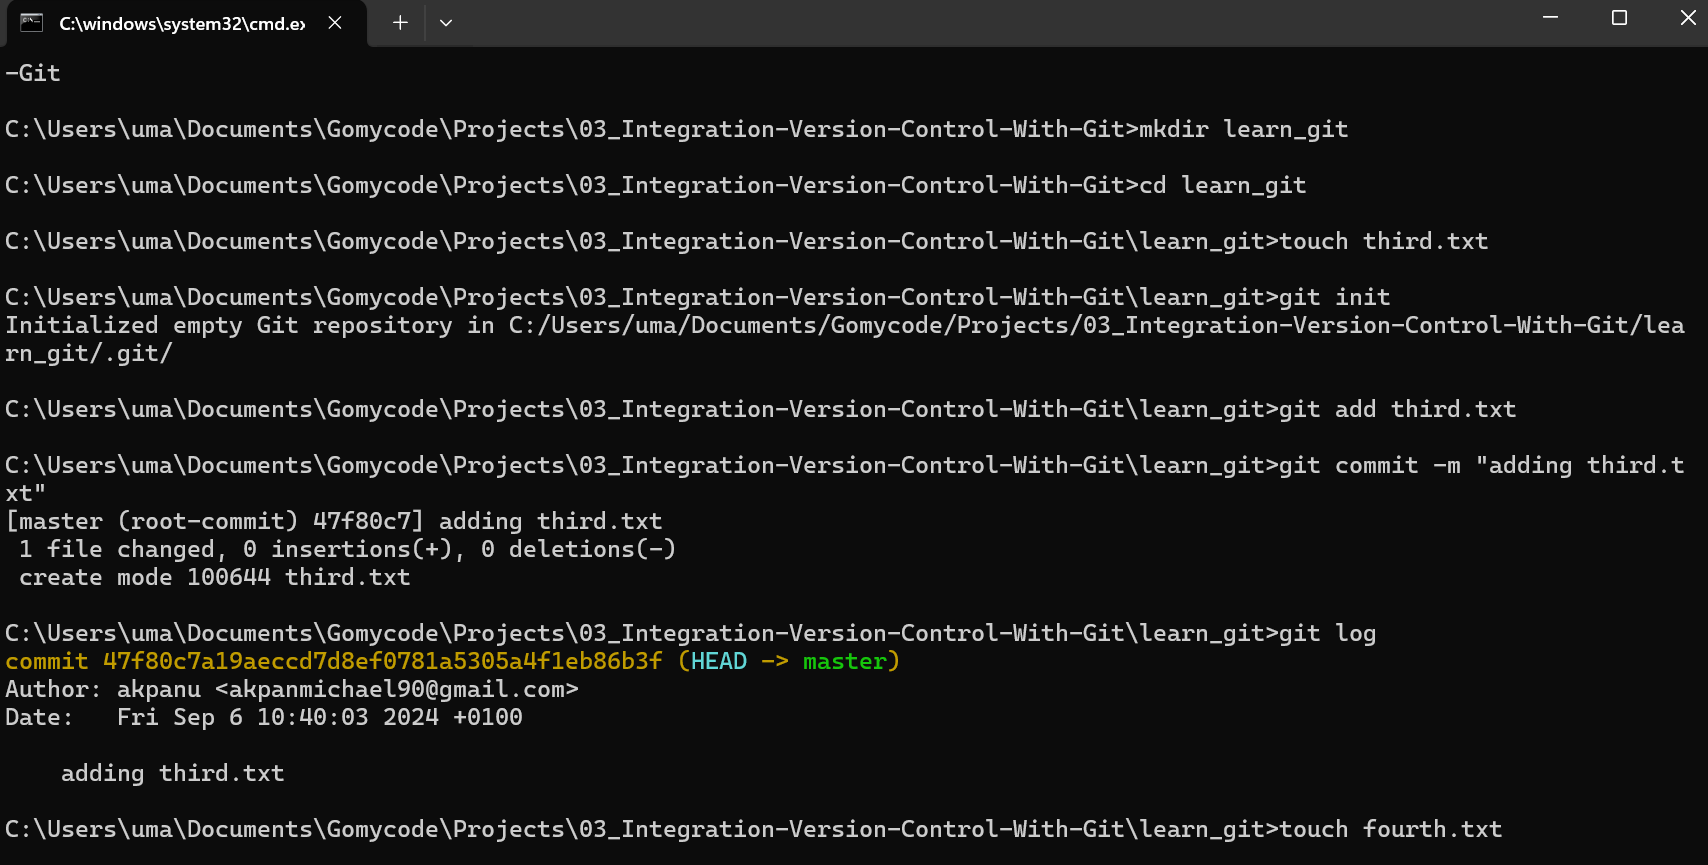 C:\windows\system32\cmd.ex
-Git
C:\Users\uma\Documents\Gomycode\Projects\03_Integration-Version-Control-With-Git>mkdir learn_git
C:\Users\uma\Documents\Gomycode\Projects\03_Integration-Version-Control-With-Git>cd learn_git
C:\Users\uma\Documents\Gomycode\Projects\03_Integration-Version-Control-With-Git\learn_git>touch third.txt
C:\Users\uma\Documents\Gomycode\Projects\03_Integration-Version-Control-With-Git\learn_git>git init
Initialized empty Git repository in C:/Users/uma/Documents/Gomycode/Projects/03_Integration-Version-Control-With-Git/lea
rn_git/.git/
C:\Users\uma\Documents\Gomycode\Projects\03_Integration-Version-Control-With-Git\learn_git>git add third.txt
C:\Users\uma\Documents\Gomycode\Projects\03_Integration-Version-Control-With-Git\learn_git>git commit -m "adding third.t
xt"
[master (root-commit) 47f80c7] adding third.txt
 1 file changed, 0 insertions(+), 0 deletions(-)
 create mode 100644 third.txt
C:\Users\uma\Documents\Gomycode\Projects\03_Integration-Version-Control-With-Git\learn_git>git log
commit 47f80c7a19aeccd7d8ef0781a5305a4f1eb86b3f (HEAD -> master)
Author: akpanu <akpanmichael90@gmail.com>
Date:   Fri Sep 6 10:40:03 2024 +0100
    adding third.txt
C:\Users\uma\Documents\Gomycode\Projects\03_Integration-Version-Control-With-Git\learn_git>touch fourth.txt